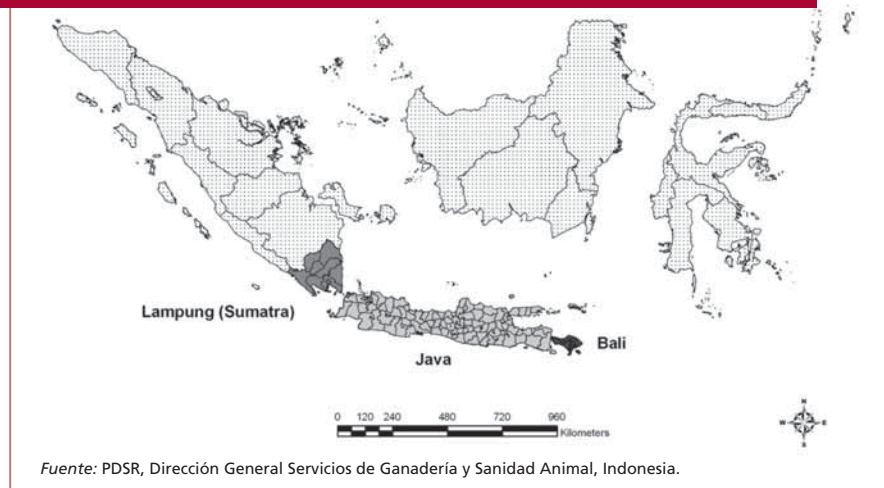 Lampung (Sumatra)
Bali
Java
0 120 240 480 720 960
Kilometers
N
W E
S
Fuente: PDSR, Dirección General Servicios de Ganadería y Sanidad Animal, Indonesia.